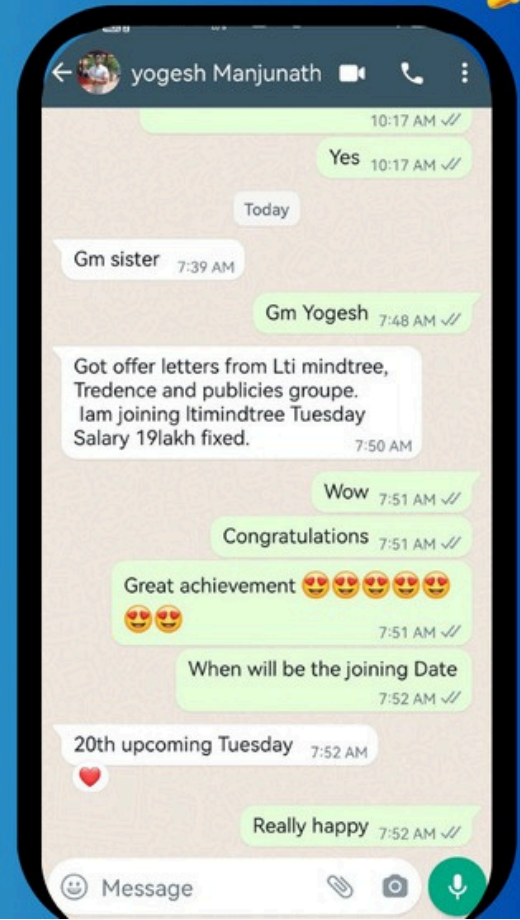 yogesh Manjunath
10:17 AM
Yes 10:17 AM
Today
Gm sister 7:39 AM
Gm Yogesh 7:48 AM
Got offer letters from Lti mindtree,
Tredence and publicies groupe.
Iam joining ltimindtree Tuesday
Salary 19lakh fixed.
7:50 AM
Wow 7:51 AM
Congratulations 7:51 AM
Great achievement 😍😍😍😍😍
😍😍
7:51 AM
When will be the joining Date
7:52 AM
20th upcoming Tuesday 7:52 AM
Really happy 7:52 AM
Message